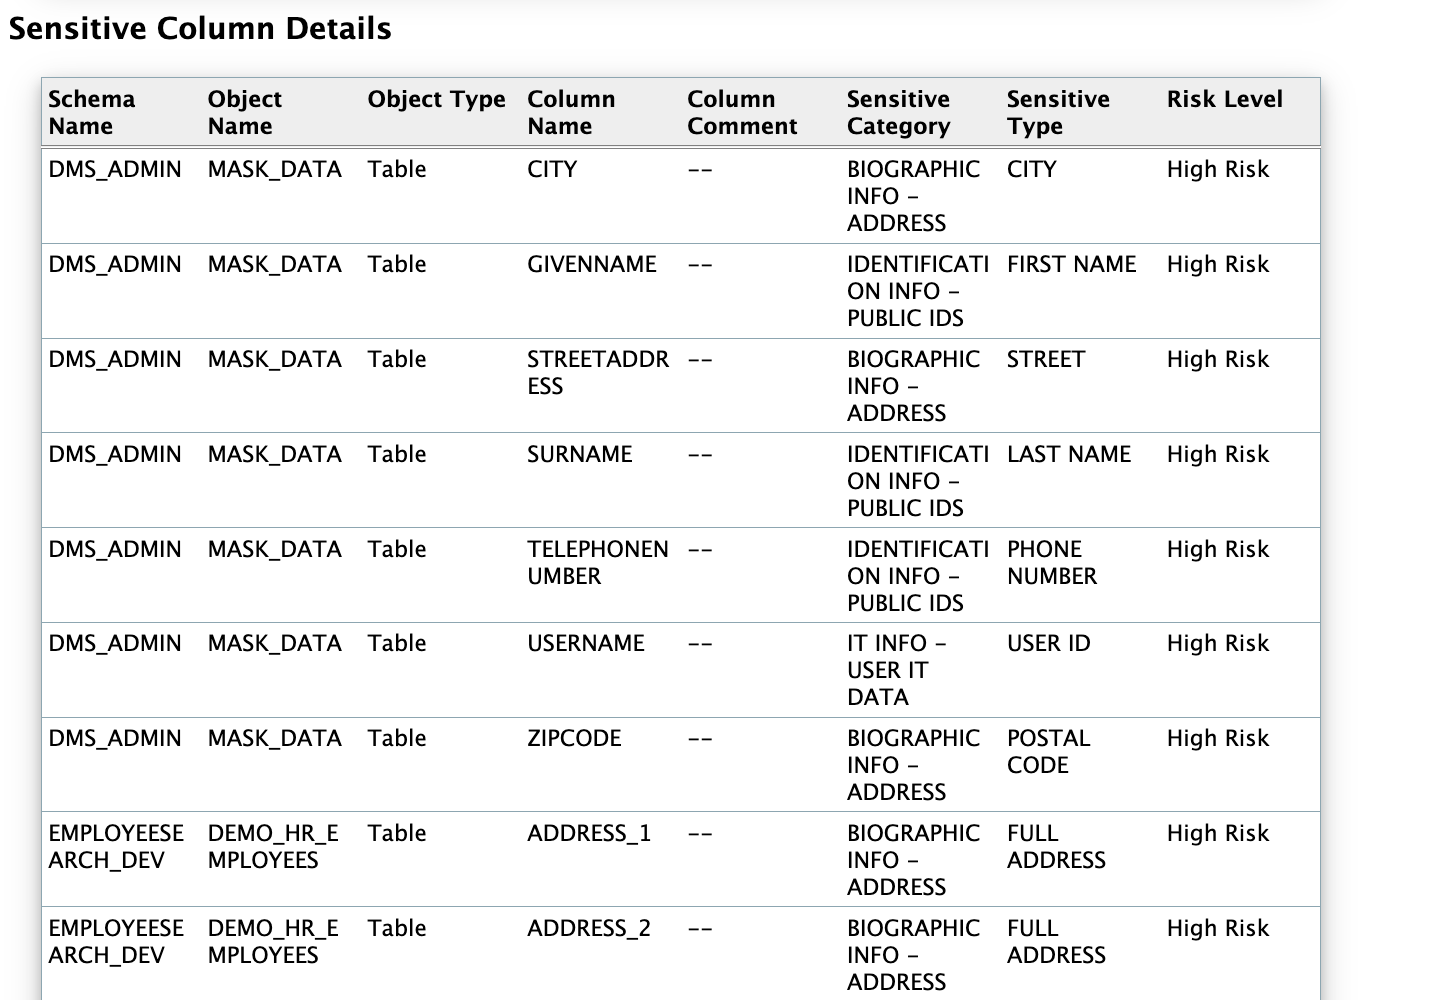 Sensitive Column Details
Schema Name Object Name Object Type Column Name Column Comment Sensitive Category Sensitive Type Risk Level
DMS_ADMIN MASK_DATA Table CITY -- BIOGRAPHIC INFO - ADDRESS CITY High Risk
DMS_ADMIN MASK_DATA Table GIVENNAME -- IDENTIFICATION INFO - PUBLIC IDS FIRST NAME High Risk
DMS_ADMIN MASK_DATA Table STREETADDRESS -- BIOGRAPHIC INFO - ADDRESS STREET High Risk
DMS_ADMIN MASK_DATA Table SURNAME -- IDENTIFICATION INFO - PUBLIC IDS LAST NAME High Risk
DMS_ADMIN MASK_DATA Table TELEPHONENUMBER -- IDENTIFICATION INFO - PUBLIC IDS PHONE NUMBER High Risk
DMS_ADMIN MASK_DATA Table USERNAME -- IT INFO - USER IT DATA USER ID High Risk
DMS_ADMIN MASK_DATA Table ZIPCODE -- BIOGRAPHIC INFO - ADDRESS POSTAL CODE High Risk
EMPLOYEESEARCH_DEV DEMO_HR_EMPLOYEES Table ADDRESS_1 -- BIOGRAPHIC INFO - ADDRESS FULL ADDRESS High Risk
EMPLOYEESEARCH_DEV DEMO_HR_EMPLOYEES Table ADDRESS_2 -- BIOGRAPHIC INFO - ADDRESS FULL ADDRESS High Risk